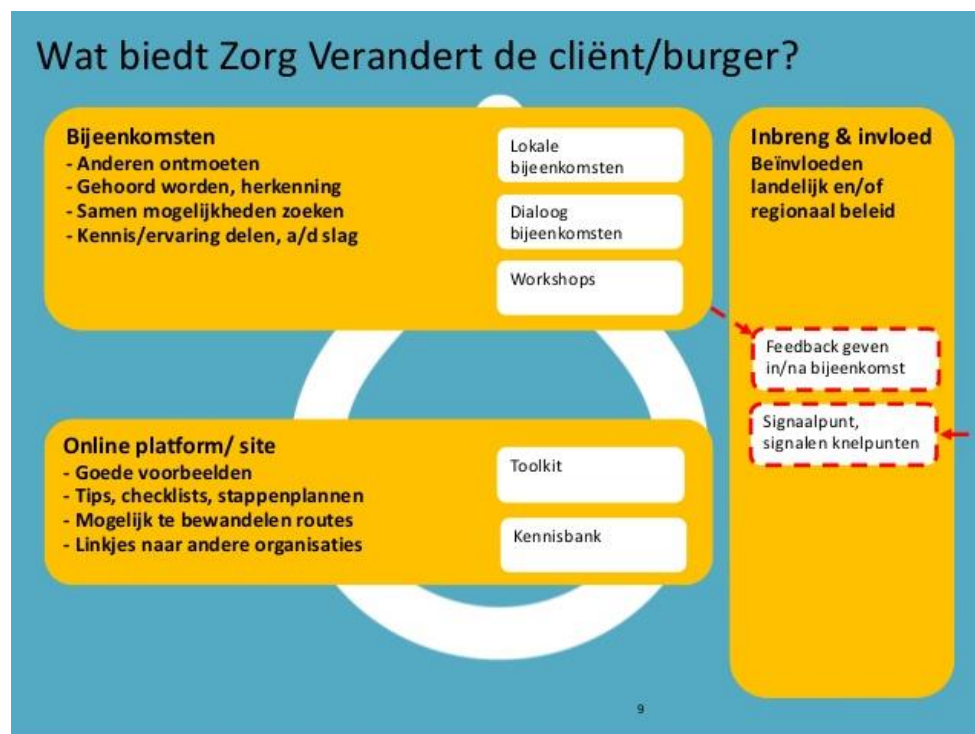 Wat biedt Zorg Verandert de cliënt/burger?
Bijeenkomsten
- Anderen ontmoeten
- Gehoord worden, herkenning
- Samen mogelijkheden zoeken
- Kennis/ervaring delen, a/d slag
Lokale
bijeenkomsten
Dialoog
bijeenkomsten
Workshops
Online platform/ site
- Goede voorbeelden
- Tips, checklists, stappenplannen
- Mogelijk te bewandelen routes
- Linkjes naar andere organisaties
Toolkit
Kennisbank
Inbreng & invloed
Beïnvloeden
landelijk en/of
regionaal beleid
Feedback geven
in/na bijeenkomst
Signaalpunt,
signalen knelpunten
9